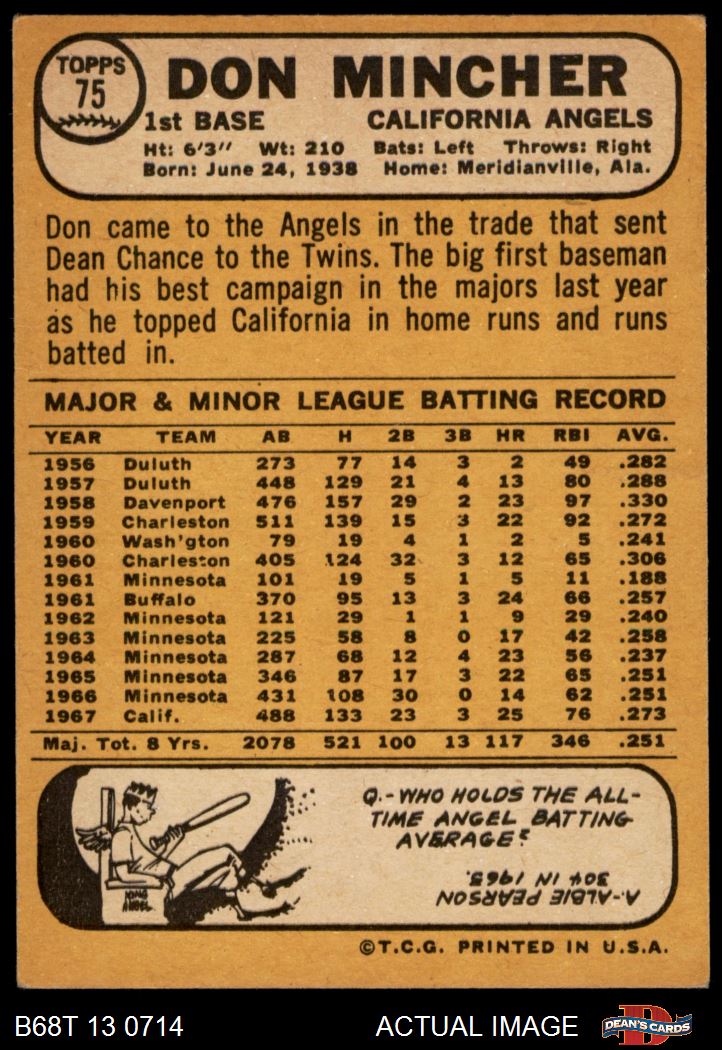 TOPPS
75
DON MINCHER
1st BASE CALIFORNIA ANGELS
Ht: 6'3" Wt: 210 Bats: Left Throws: Right
Born: June 24, 1938 Home: Meridianville, Ala.
Don came to the Angels in the trade that sent
Dean Chance to the Twins. The big first baseman
had his best campaign in the majors last year
as he topped California in home runs and runs
batted in.
MAJOR & MINOR LEAGUE BATTING RECORD
YEAR TEAM AB H 2B 3B HR RBI AVG.
1956 Duluth 273 77 14 3 2 49 .282
1957 Duluth 448 129 21 4 13 80 .288
1958 Davenport 476 157 29 2 23 97 .330
1959 Charleston 511 139 15 3 22 92 .272
1960 Wash'gton 79 19 4 1 2 5 .241
1960 Charleston 405 124 32 3 12 65 .306
1961 Minnesota 101 19 5 1 5 11 .188
1961 Buffalo 370 95 13 3 24 66 .257
1962 Minnesota 121 29 1 1 9 29 .240
1963 Minnesota 225 58 8 0 17 42 .258
1964 Minnesota 287 68 12 4 23 56 .237
1965 Minnesota 346 87 17 3 22 65 .251
1966 Minnesota 431 108 30 0 14 62 .251
1967 Calif. 488 133 23 3 25 76 .273
Maj. Tot. 8 Yrs. 2078 521 100 13 117 346 .251
Q.-WHO HOLDS THE ALL-
TIME ANGEL BATTING
AVERAGE?
A.-ALBIE PEARSON
.304 IN 1963.
KING
ANGEL
©T.C.G. PRINTED IN U.S.A.
B68T 13 0714 ACTUAL IMAGE
D
DEAN'S CARDS